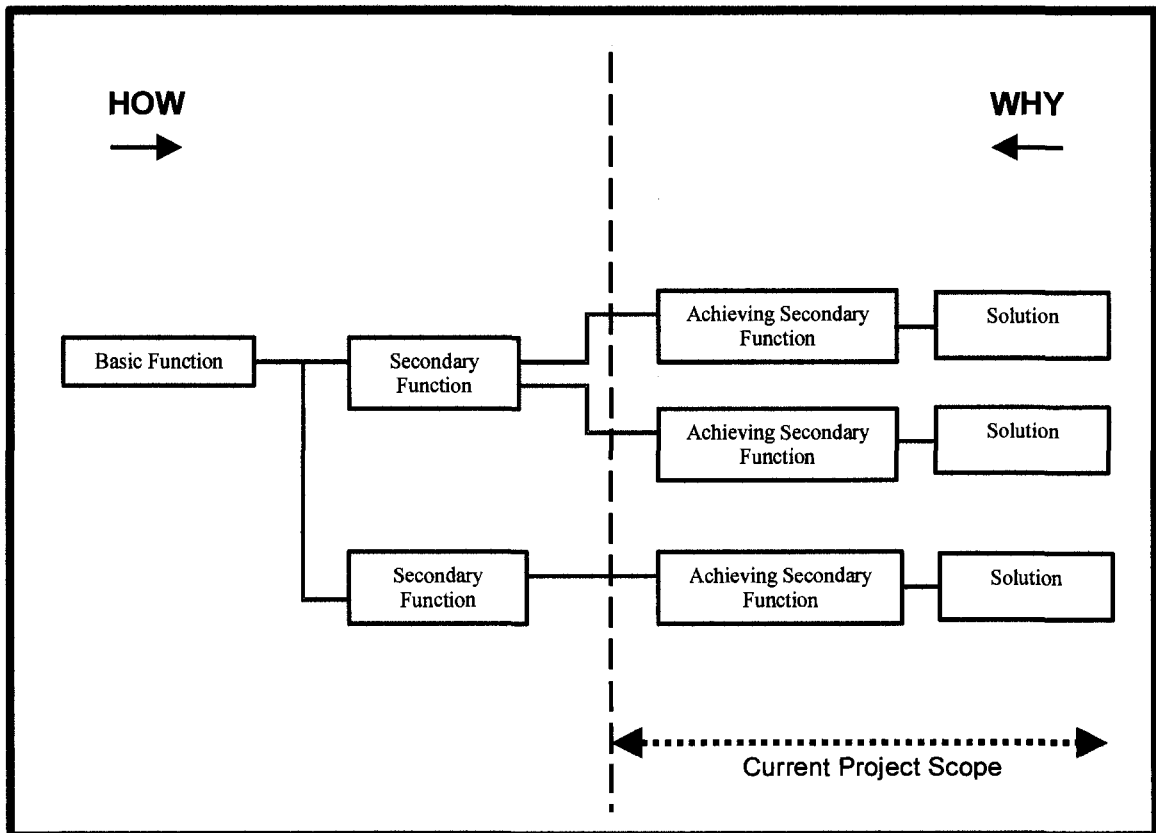 HOW
WHY
Basic Function
Secondary
Function
Achieving Secondary
Function
Solution
Achieving Secondary
Function
Solution
Secondary
Function
Achieving Secondary
Function
Solution
Current Project Scope